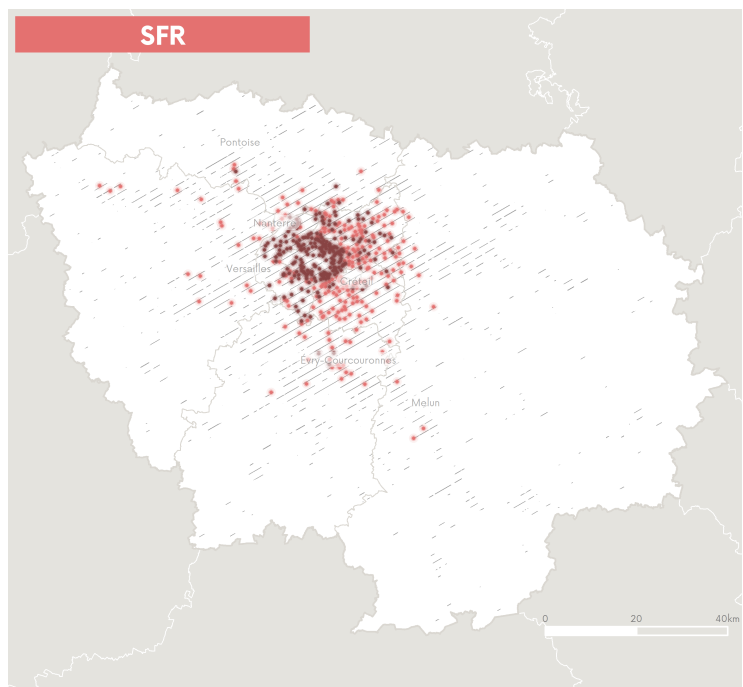 SFR
Pontoise
Nanterre
Versailles
Créteil
Évry-Courcouronnes
Melun
0 20 40km